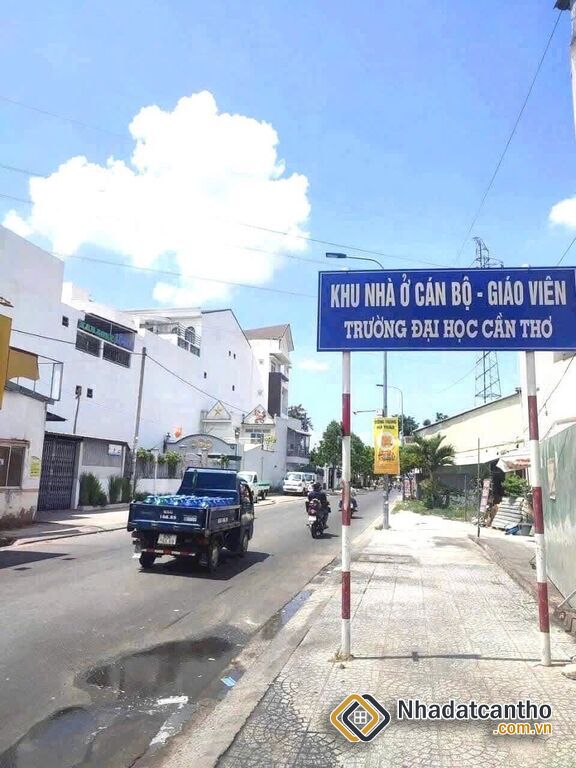 KHU NHÀ Ở CÁN BỘ - GIÁO VIÊN
TRƯỜNG ĐẠI HỌC CẦN THƠ
Nhadatcantho
.com.vn